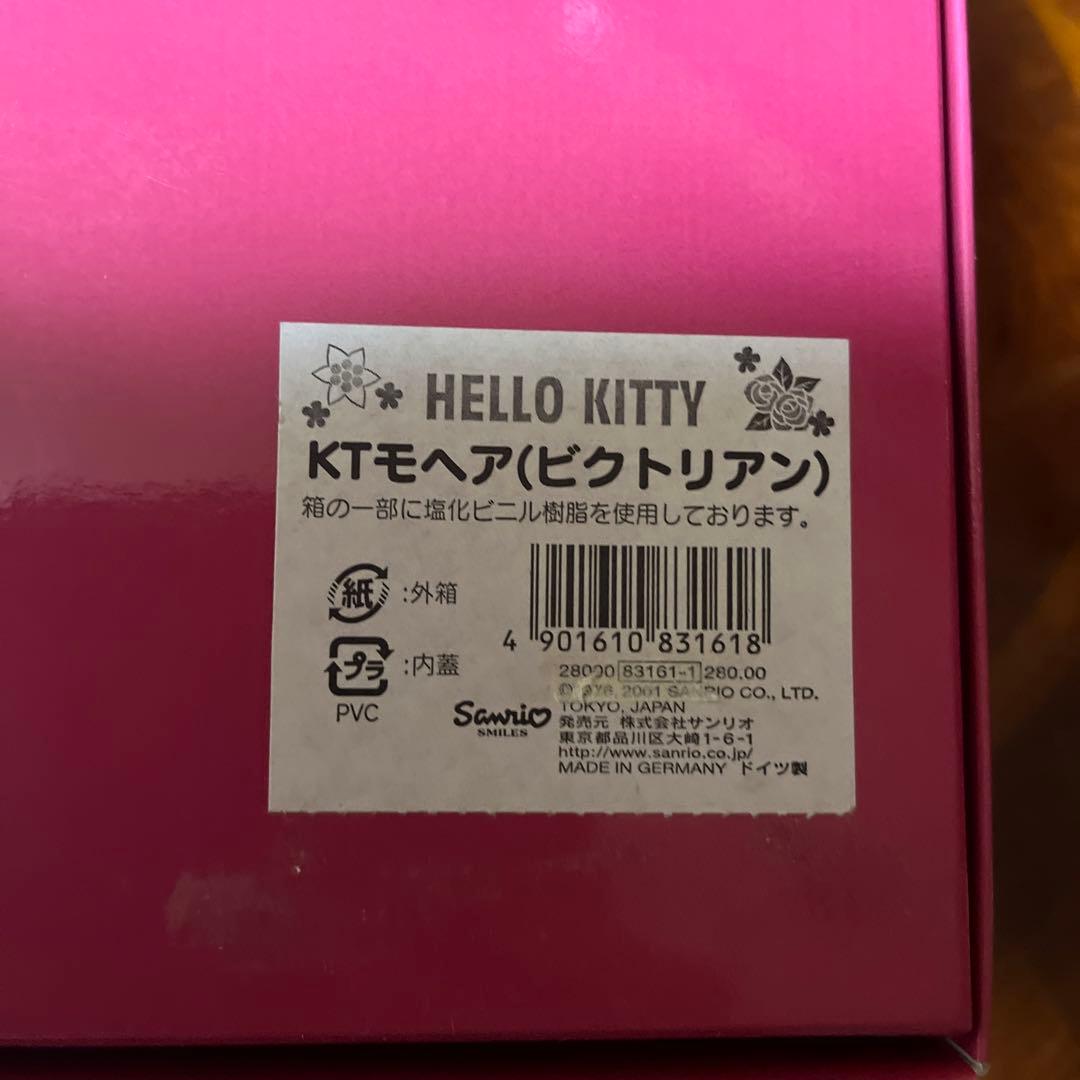 HELLO KITTY
KTモヘア(ビクトリアン)
箱の一部に塩化ビニル樹脂を使用しております。
紙 :外箱
プラ :内蓋
PVC
4 901610 831618
28000 83161-1 280.00
© 2001 SANRIO CO., LTD.
TOKYO, JAPAN
Sanrio
SMILES
発売元 株式会社サンリオ
東京都品川区大崎1-6-1
http://www.sanrio.co.jp/
MADE IN GERMANY ドイツ製